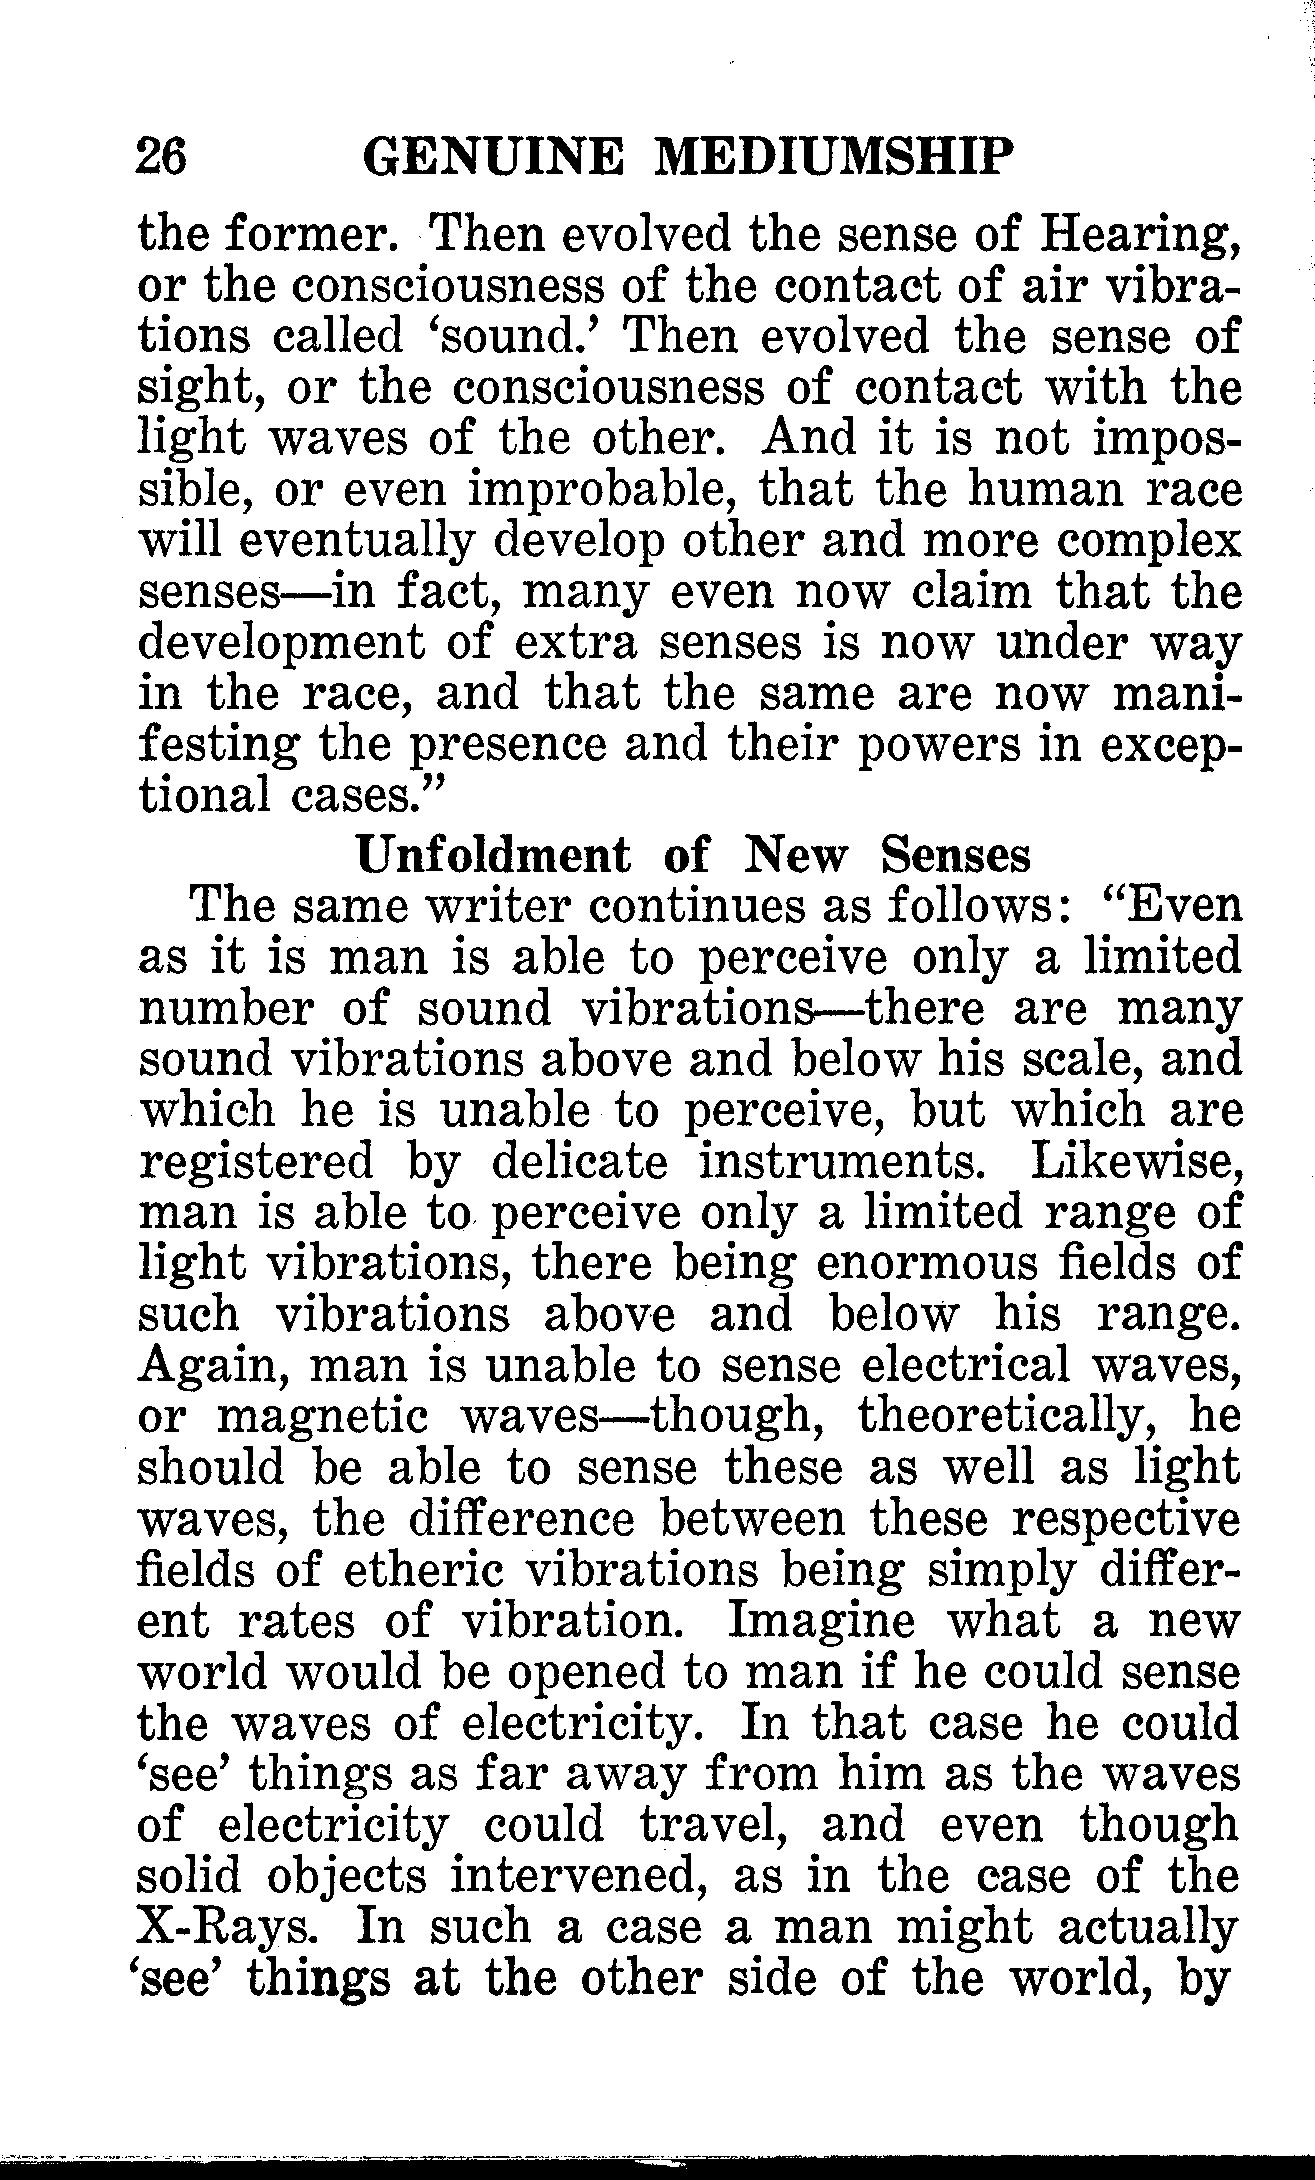 26 GENUINE MEDIUMSHIP
the former. Then evolved the sense of Hearing,
or the consciousness of the contact of air vibra-
tions called ‘sound.’ Then evolved the sense of
sight, or the consciousness of contact with the
light waves of the other. And it is not impos-
sible, or even improbable, that the human race
will eventually develop other and more complex
senses—in fact, many even now claim that the
development of extra senses is now under way
in the race, and that the same are now mani-
festing the presence and their powers in excep-
tional cases.”
Unfoldment of New Senses
The same writer continues as follows: “Even
as it is man is able to perceive only a limited
number of sound vibrations—there are many
sound vibrations above and below his scale, and
which he is unable to perceive, but which are
registered by delicate instruments. Likewise,
man is able to perceive only a limited range of
light vibrations, there being enormous fields of
such vibrations above and below his range.
Again, man is unable to sense electrical waves,
or magnetic waves—though, theoretically, he
should be able to sense these as well as light
waves, the difference between these respective
fields of etheric vibrations being simply differ-
ent rates of vibration. Imagine what a new
world would be opened to man if he could sense
the waves of electricity. In that case he could
‘see’ things as far away from him as the waves
of electricity could travel, and even though
solid objects intervened, as in the case of the
X-Rays. In such a case a man might actually
‘see’ things at the other side of the world, by